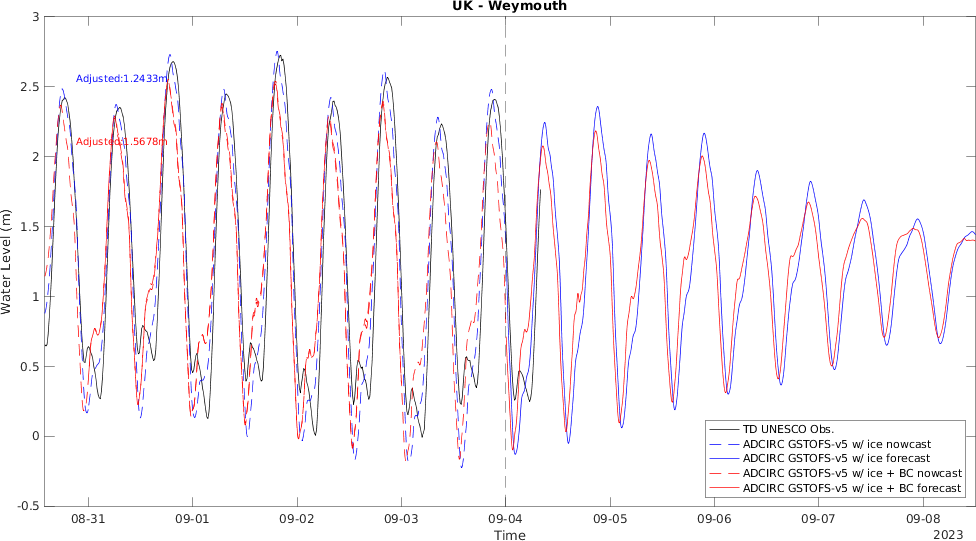 UK - Weymouth
3
2.5
2
1.5
1
0.5
0
-0.5
Water Level (m)
Adjusted:1.2433m
Adjusted:1.5678m
TD UNESCO Obs.
ADCIRC GSTOFS-v5 w/ ice nowcast
ADCIRC GSTOFS-v5 w/ ice forecast
ADCIRC GSTOFS-v5 w/ ice + BC nowcast
ADCIRC GSTOFS-v5 w/ ice + BC forecast
08-31 09-01 09-02 09-03 09-04 09-05 09-06 09-07 09-08
Time
2023